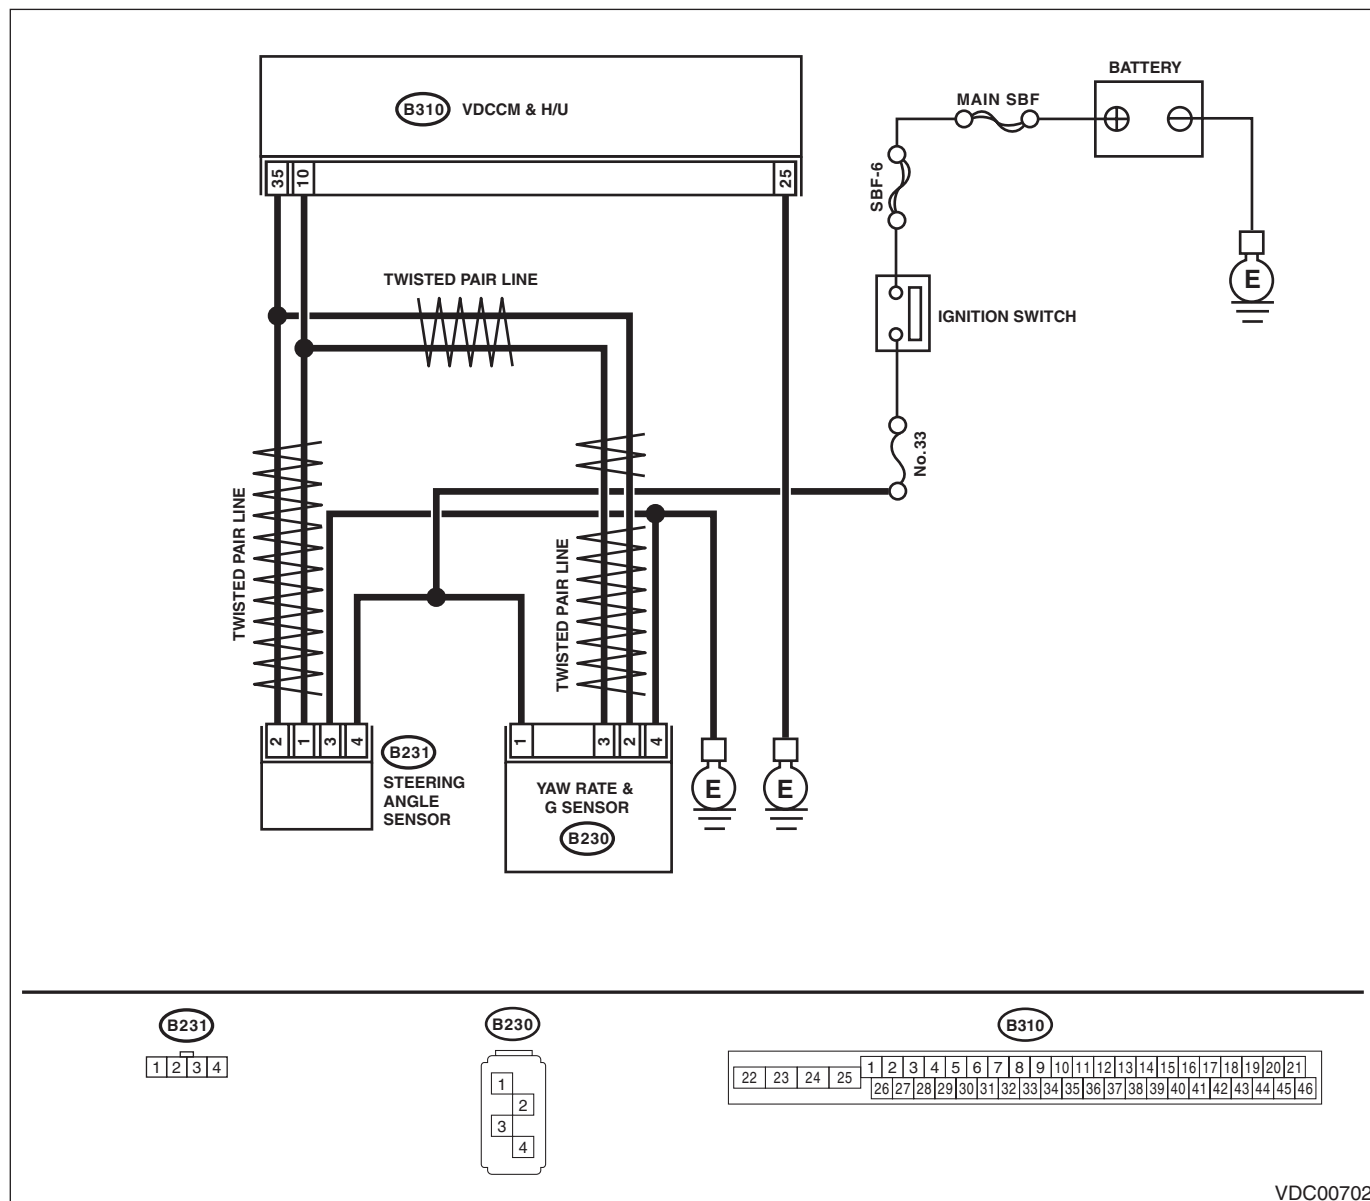 BATTERY
MAIN SBF
B310 VDCCM & H/U
35 10 25
SBF-6
TWISTED PAIR LINE
E
IGNITION SWITCH
No.33
TWISTED PAIR LINE
TWISTED PAIR LINE
2 1 3 4
B231
STEERING
ANGLE
SENSOR
1 3 2 4
YAW RATE &
G SENSOR
B230
E
E
B231
1 2 3 4
B230
1
2
3
4
B310
1 2 3 4 5 6 7 8 9 10 11 12 13 14 15 16 17 18 19 20 21
22 23 24 25
26 27 28 29 30 31 32 33 34 35 36 37 38 39 40 41 42 43 44 45 46
VDC00702